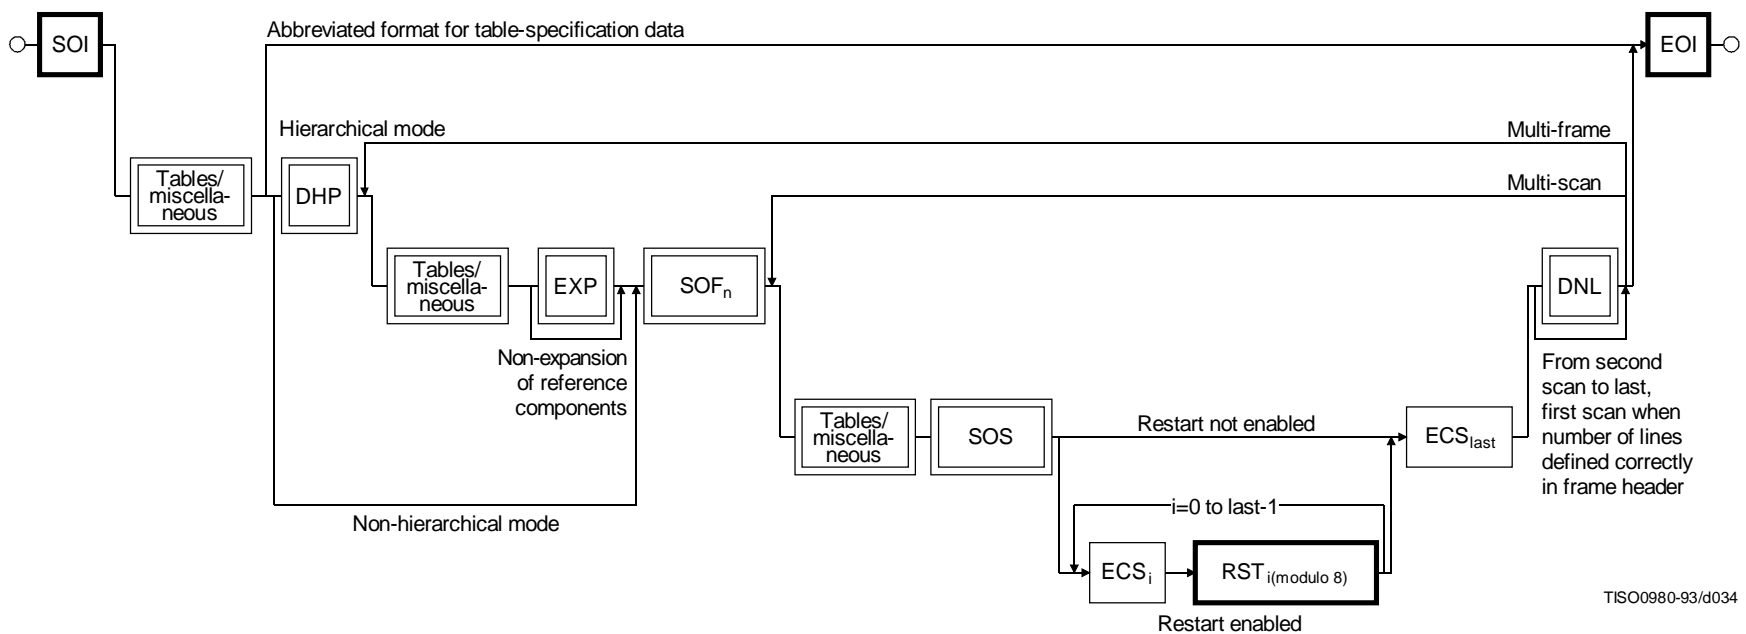 Abbreviated format for table-specification data
SOI
EOI
Hierarchical mode
Multi-frame
Tables/
miscella-
neous
DHP
Multi-scan
Tables/
miscella-
neous
EXP
SOFn
DNL
Non-expansion
of reference
components
From second
scan to last,
first scan when
number of lines
defined correctly
in frame header
Tables/
miscella-
neous
SOS
Restart not enabled
ECSlast
Non-hierarchical mode
i=0 to last-1
ECSi
RSTi(modulo 8)
Restart enabled
TISO0980-93/d034